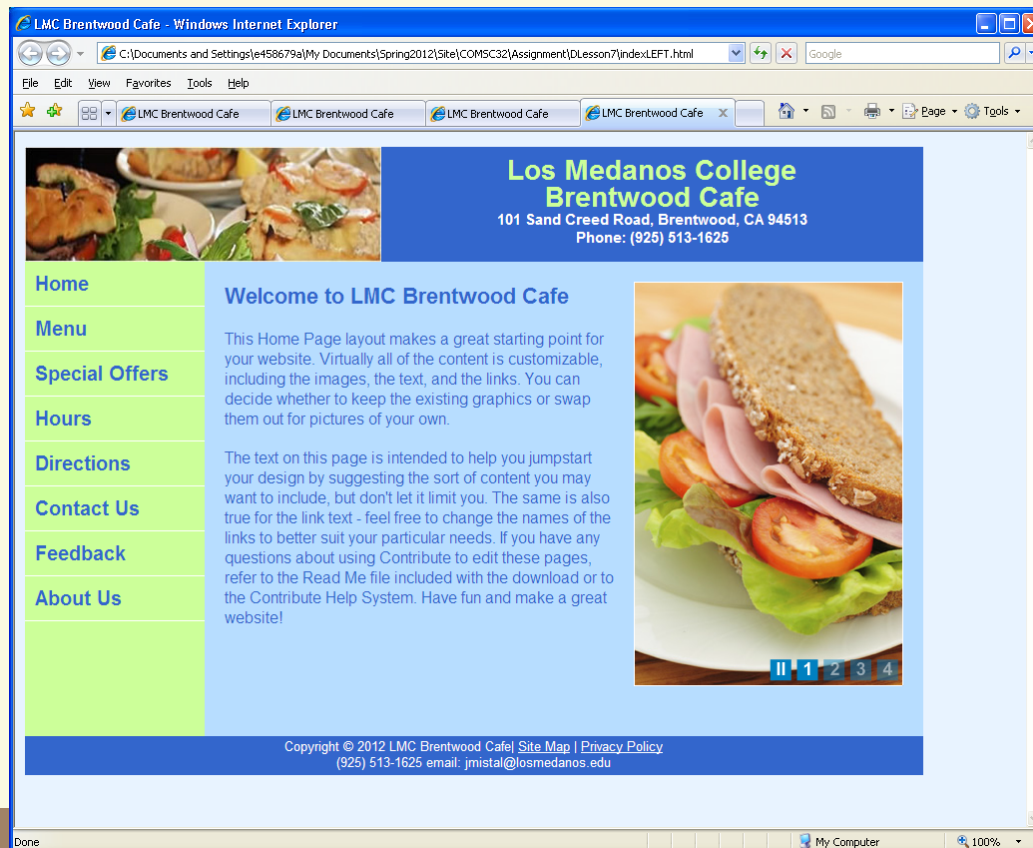 LMC Brentwood Cafe - Windows Internet Explorer
C:\Documents and Settings\e458679a\My Documents\Spring2012\Site\COMSC32\Assignment\DLesson7\indexLEFT.html
Google
File Edit View Favorites Tools Help
LMC Brentwood Cafe LMC Brentwood Cafe LMC Brentwood Cafe LMC Brentwood Cafe X Page Tools
Los Medanos College
Brentwood Cafe
101 Sand Creed Road, Brentwood, CA 94513
Phone: (925) 513-1625
Home
Menu
Special Offers
Hours
Directions
Contact Us
Feedback
About Us
Welcome to LMC Brentwood Cafe
This Home Page layout makes a great starting point for
your website. Virtually all of the content is customizable,
including the images, the text, and the links. You can
decide whether to keep the existing graphics or swap
them out for pictures of your own.
The text on this page is intended to help you jumpstart
your design by suggesting the sort of content you may
want to include, but don't let it limit you. The same is also
true for the link text - feel free to change the names of the
links to better suit your particular needs. If you have any
questions about using Contribute to edit these pages,
refer to the Read Me file included with the download or to
the Contribute Help System. Have fun and make a great
website!
1 2 3 4
Copyright © 2012 LMC Brentwood Cafe| Site Map | Privacy Policy
(925) 513-1625 email: jmistal@losmedanos.edu
Done My Computer 100%